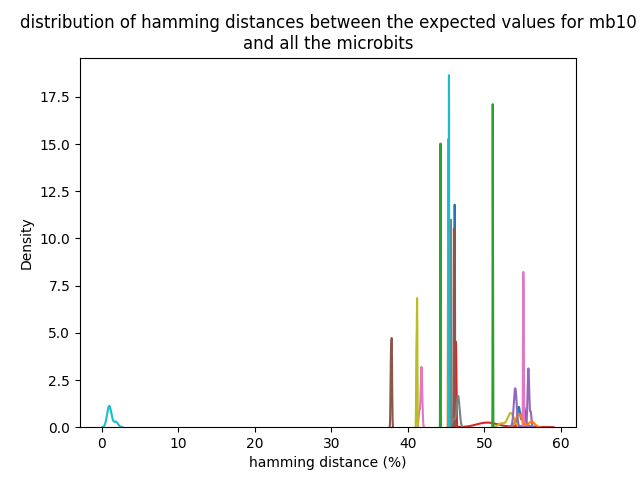 distribution of hamming distances between the expected values for mb10
and all the microbits
17.5
15.0
12.5
10.0
7.5
5.0
2.5
0.0
Density
0 10 20 30 40 50 60
hamming distance (%)